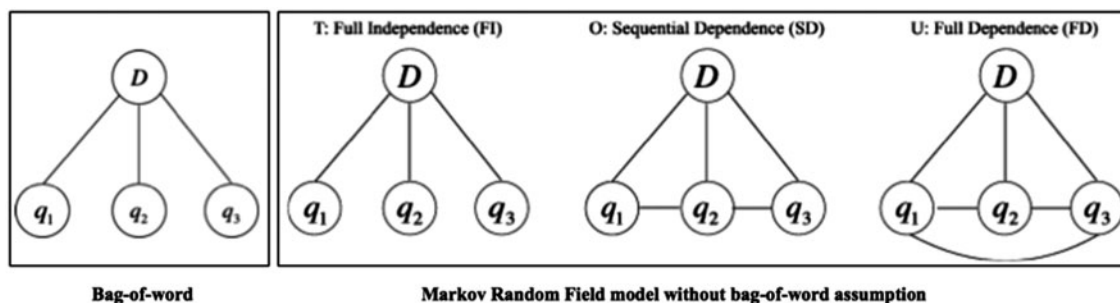 T: Full Independence (FI) O: Sequential Dependence (SD) U: Full Dependence (FD)
D D D D
q1 q2 q3 q1 q2 q3 q1 q2 q3 q1 q2 q3
Bag-of-word Markov Random Field model without bag-of-word assumption